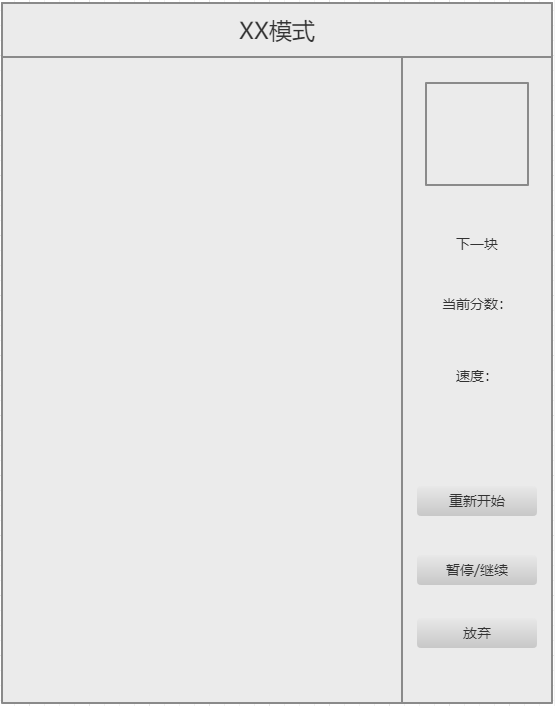 XX模式
下一块
当前分数：
速度：
重新开始
暂停/继续
放弃